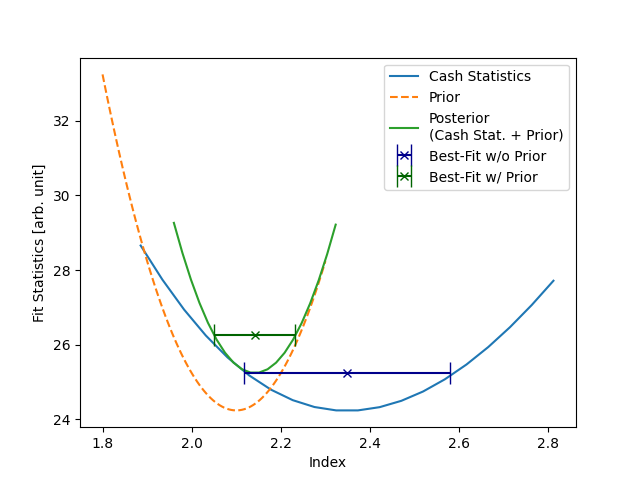 Cash Statistics
Prior
Posterior
(Cash Stat. + Prior)
Best-Fit w/o Prior
Best-Fit w/ Prior
Fit Statistics [arb. unit]
32
30
28
26
24
1.8 2.0 2.2 2.4 2.6 2.8
Index